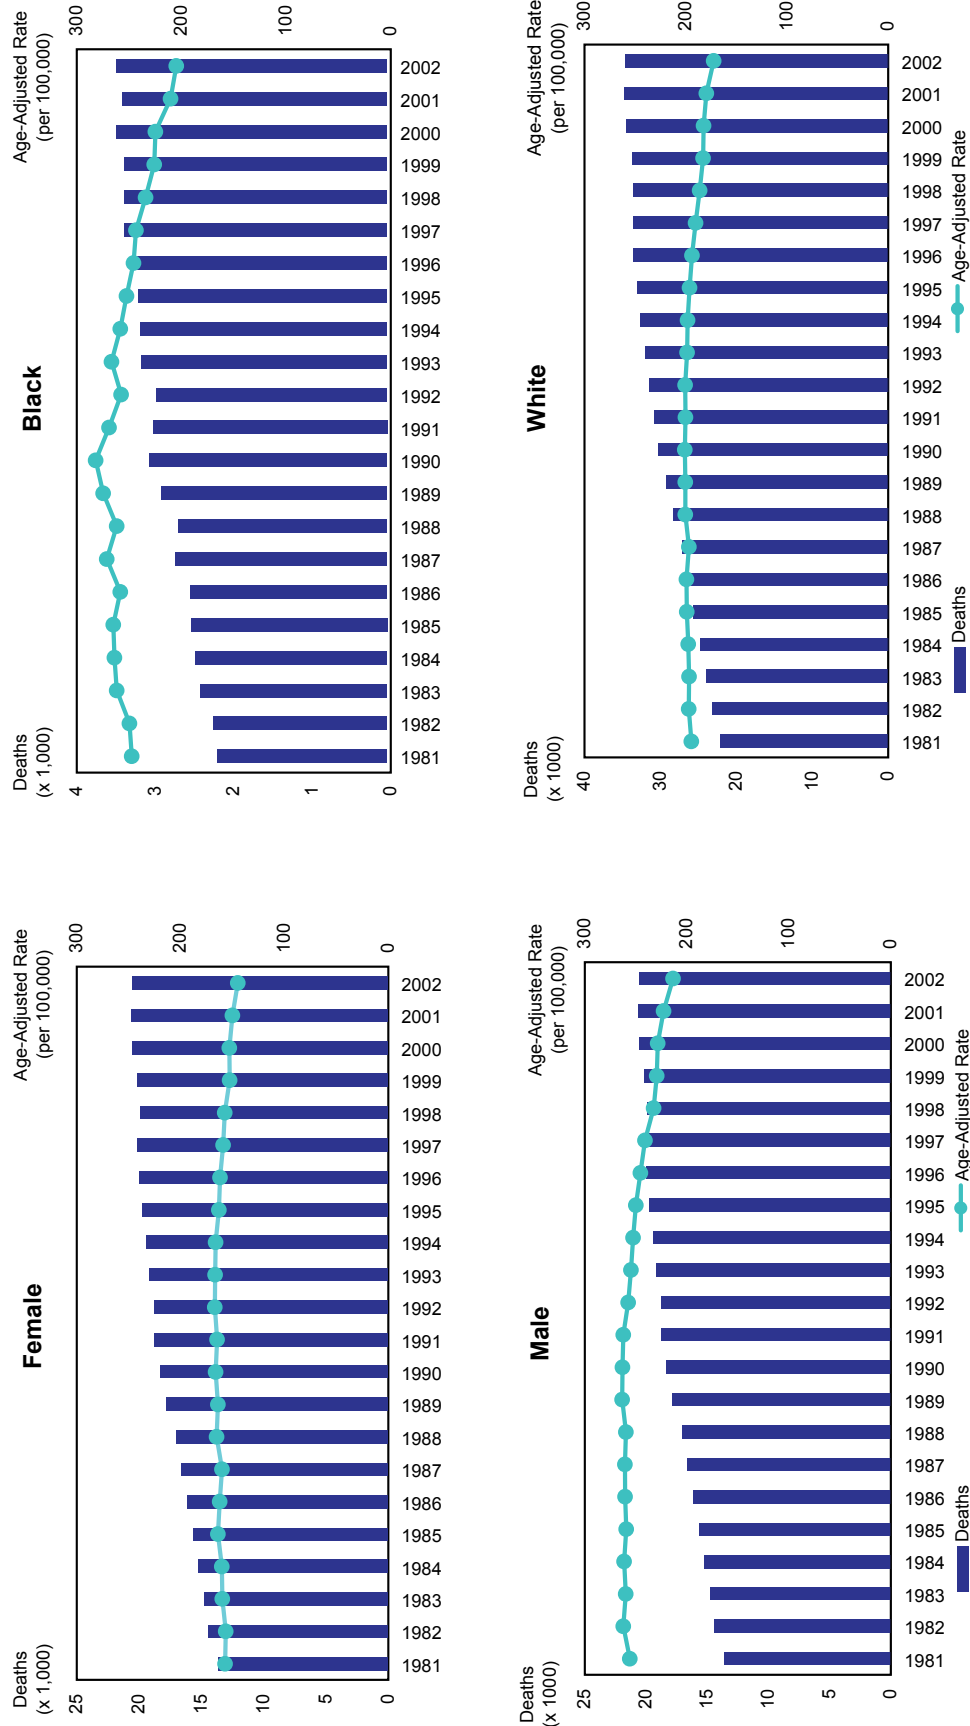 Female
Deaths
(x 1,000)
Age-Adjusted Rate
(per 100,000)
25
20
15
10
5
0
300
200
100
0
1981 1982 1983 1984 1985 1986 1987 1988 1989 1990 1991 1992 1993 1994 1995 1996 1997 1998 1999 2000 2001 2002
Black
Deaths
(x 1,000)
Age-Adjusted Rate
(per 100,000)
4
3
2
1
0
300
200
100
0
1981 1982 1983 1984 1985 1986 1987 1988 1989 1990 1991 1992 1993 1994 1995 1996 1997 1998 1999 2000 2001 2002
Male
Deaths
(x 1000)
Age-Adjusted Rate
(per 100,000)
25
20
15
10
5
0
300
200
100
0
1981 1982 1983 1984 1985 1986 1987 1988 1989 1990 1991 1992 1993 1994 1995 1996 1997 1998 1999 2000 2001 2002
Deaths Age-Adjusted Rate
White
Deaths
(x 1000)
Age-Adjusted Rate
(per 100,000)
40
30
20
10
0
300
200
100
0
1981 1982 1983 1984 1985 1986 1987 1988 1989 1990 1991 1992 1993 1994 1995 1996 1997 1998 1999 2000 2001 2002
Deaths Age-Adjusted Rate